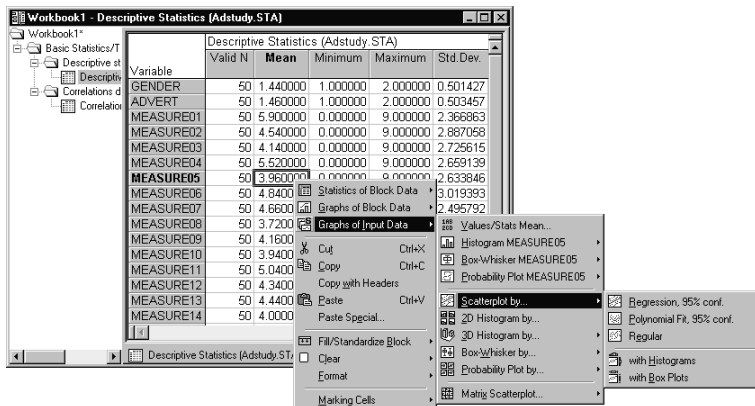 Workbook1 - Descriptive Statistics (Adstudy.STA)
Workbook1*
Basic Statistics/T
Descriptive st
Descriptiv
Correlations d
Correlation
Descriptive Statistics (Adstudy.STA)
Variable Valid N Mean Minimum Maximum Std.Dev.
GENDER 50 1.440000 1.000000 2.000000 0.501427
ADVERT 50 1.460000 1.000000 2.000000 0.503457
MEASURE01 50 5.900000 0.000000 9.000000 2.366863
MEASURE02 50 4.540000 0.000000 9.000000 2.887058
MEASURE03 50 4.140000 0.000000 9.000000 2.725615
MEASURE04 50 5.520000 0.000000 9.000000 2.659139
MEASURE05 50 3.960000 0.000000 9.000000 2.633846
MEASURE06 50 4.8400 3.019393
MEASURE07 50 4.6600 2.495792
MEASURE08 50 3.7200
MEASURE09 50 4.1600
MEASURE10 50 3.9400
MEASURE11 50 5.0400
MEASURE12 50 4.3400
MEASURE13 50 4.4400
MEASURE14 50 4.0000
Descriptive Statistics (Adstudy.ST
Statistics of Block Data
Graphs of Block Data
Graphs of Input Data
Cut Ctrl+X
Copy Ctrl+C
Copy with Headers
Paste Ctrl+V
Paste Special...
Fill/Standardize Block
Clear
Format
Marking Cells
Values/Stats Mean...
Histogram MEASURE05
Box-Whisker MEASURE05
Probability Plot MEASURE05
Scatterplot by...
2D Histogram by...
3D Histogram by...
Box-Whisker by...
Probability Plot by...
Matrix Scatterplot...
Regression, 95% conf.
Polynomial Fit, 95% conf.
Regular
with Histograms
with Box Plots